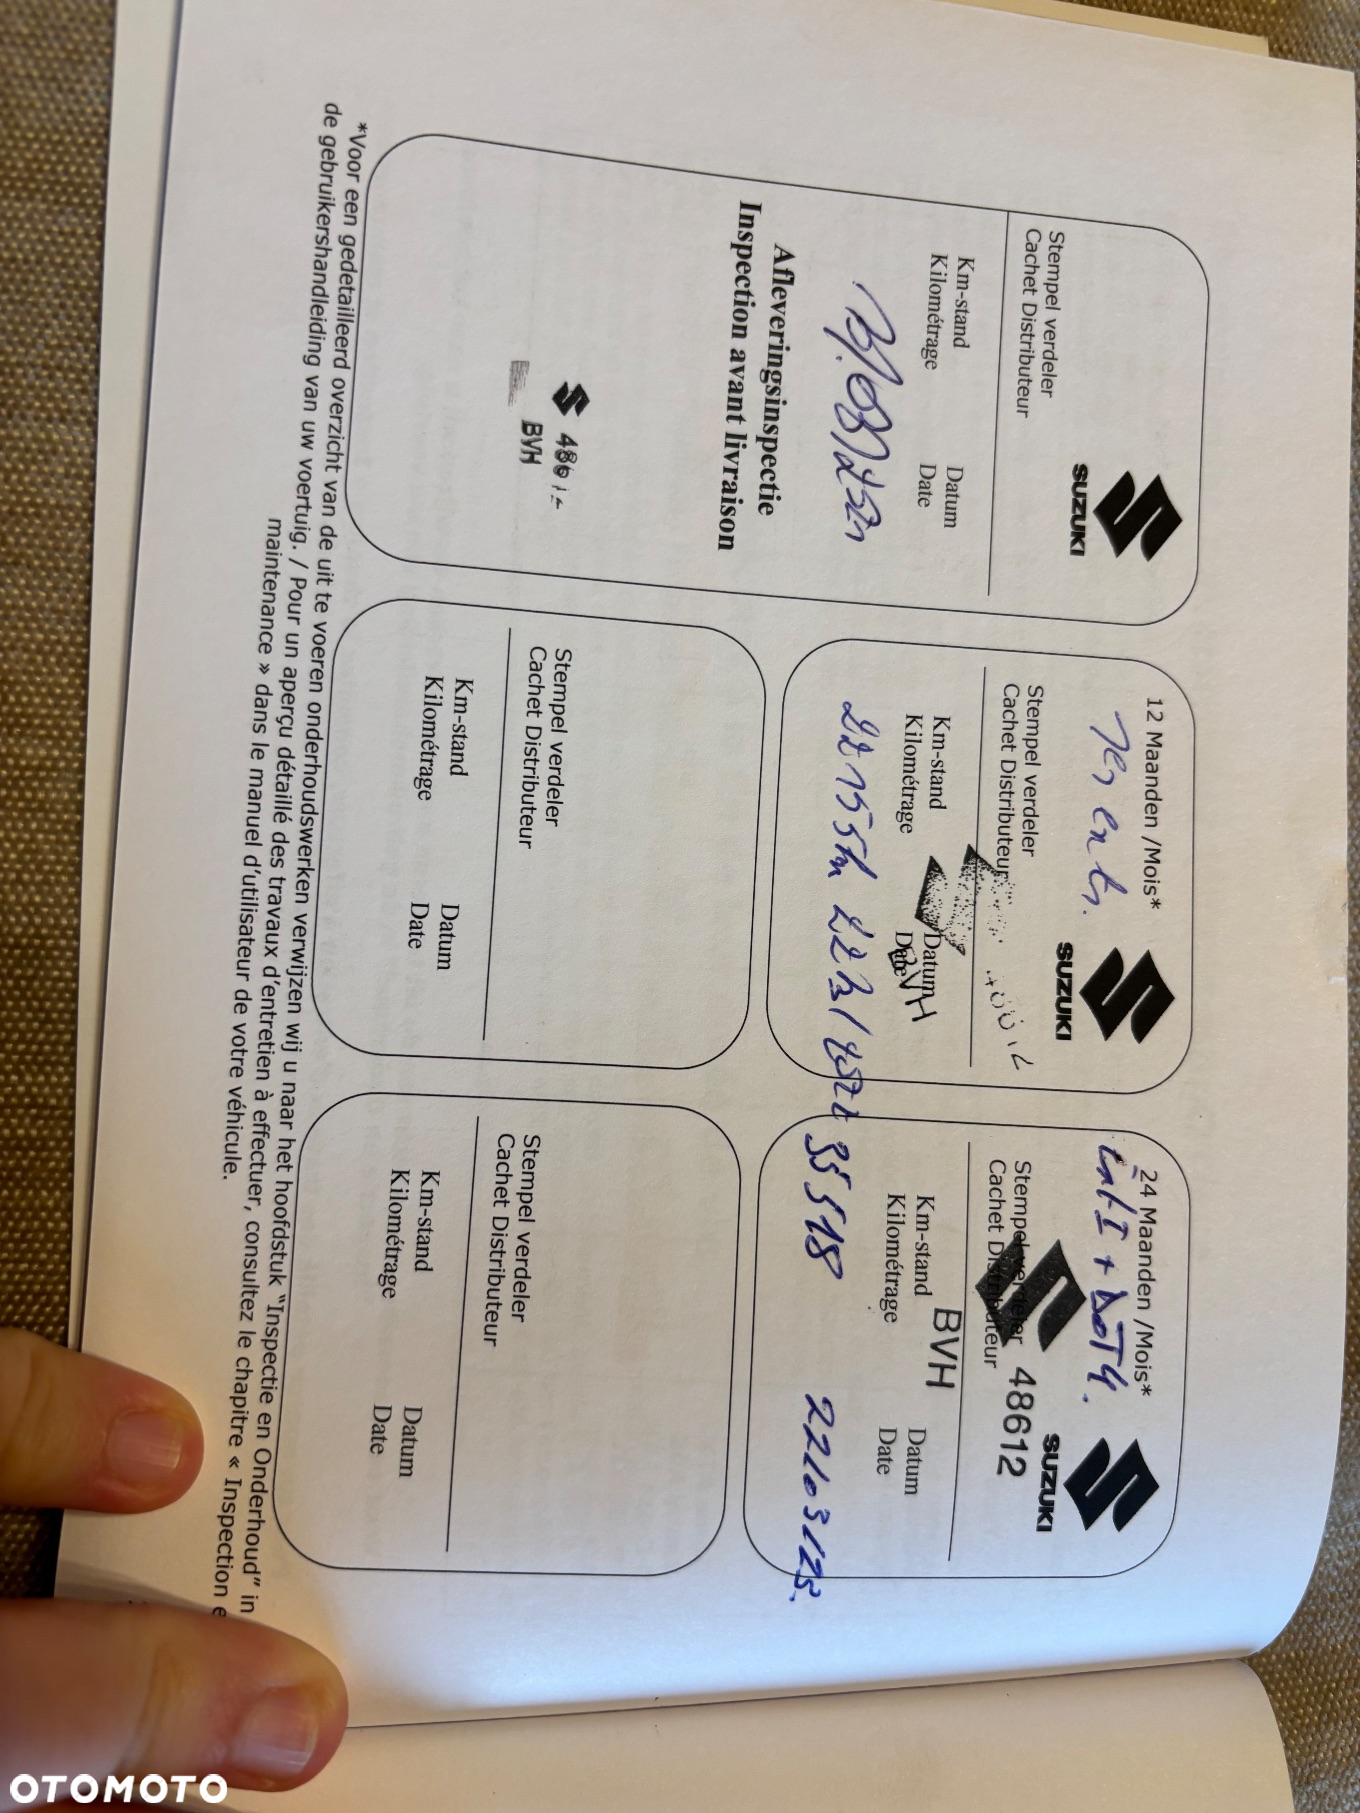 SUZUKI
Stempel verdeler
Cachet Distributeur
Km-stand Datum
Kilométrage Date
Afleveringsinspectie
Inspection avant livraison
BVH
12 Maanden /Mois*
SUZUKI
Stempel verdeler
Cachet Distributeur
Km-stand Datum
Kilométrage Date
BVH
24 Maanden /Mois*
+ DOT4.
SUZUKI
Stempel verdeler
Cachet Distributeur
48612
BVH
Km-stand Datum
Kilométrage Date
35518 22/03/25.
Stempel verdeler
Cachet Distributeur
Km-stand Datum
Kilométrage Date
Stempel verdeler
Cachet Distributeur
Km-stand Datum
Kilométrage Date
*Voor een gedetailleerd overzicht van de uit te voeren onderhoudswerken verwijzen wij u naar het hoofdstuk “Inspectie en Onderhoud” in
de gebruikershandleiding van uw voertuig. / Pour un aperçu détaillé des travaux d’entretien à effectuer, consultez le chapitre « Inspection e
maintenance » dans le manuel d’utilisateur de votre véhicule.
OTOMOTO